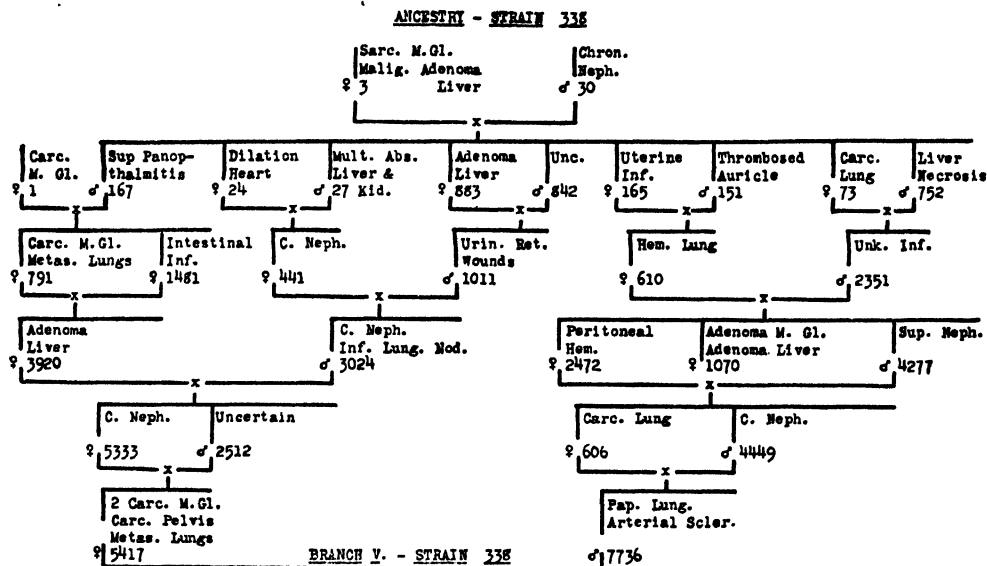 ANCESTRY - STRAIN 338
Sarc. M.Gl. Chron.
Malig. Adenoma Neph.
♀ 3 Liver ♂ 30
x
Carc. Sup Panop- Dilation Mult. Abs. Adenoma Unc. Uterine Thrombosed Carc. Liver
M. Gl. thalmitis Heart Liver & Liver Inf. Auricle Lung Necrosis
♀ 1 ♂ 167 ♀ 24 ♂ 27 Kid. ♀ 883 ♂ 842 ♀ 165 ♂ 151 ♀ 73 ♂ 752
x x x x x
Carc. M.Gl. Intestinal C. Neph. Urin. Ret. Hem. Lung Unk. Inf.
Metas. Lungs Inf. Wounds
♀ 791 ♀ 1481 ♀ 441 ♂ 1011 ♀ 610 ♂ 2351
x x x
Adenoma C. Neph. Peritoneal Adenoma M. Gl. Sup. Neph.
Liver Inf. Lung. Nod. Hem. Adenoma Liver
♀ 3920 ♂ 3024 ♀ 2472 ♀ 1070 ♂ 4277
x x
C. Neph. Uncertain Carc. Lung C. Neph.
♀ 5333 ♂ 2512 ♀ 606 ♂ 4449
x x
2 Carc. M.Gl. Pap. Lung.
Carc. Pelvis Arterial Scler.
Metas. Lungs
♀ 5417 BRANCH V. - STRAIN 338 ♂ 7736